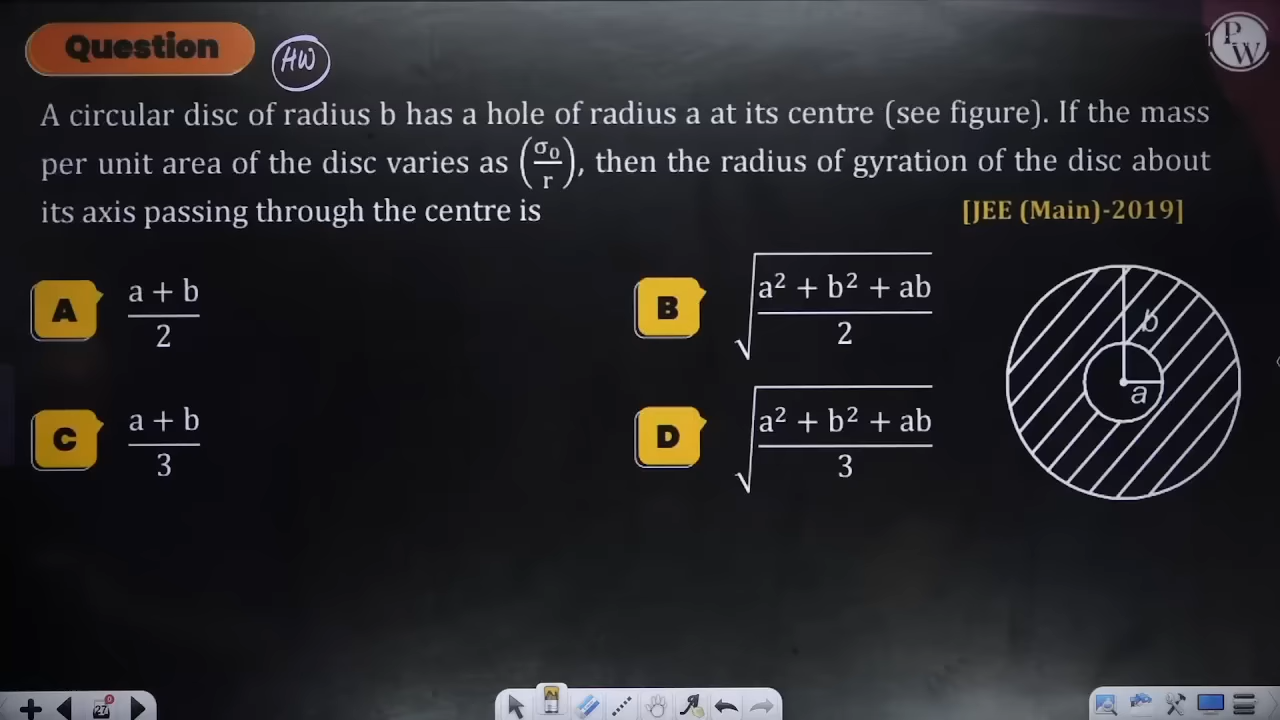 Question
HW
PW
A circular disc of radius b has a hole of radius a at its centre (see figure). If the mass
per unit area of the disc varies as (σ₀/r), then the radius of gyration of the disc about
its axis passing through the centre is [JEE (Main)-2019]
A (a + b)/2
B √((a² + b² + ab)/2)
C (a + b)/3
D √((a² + b² + ab)/3)
b
a
27